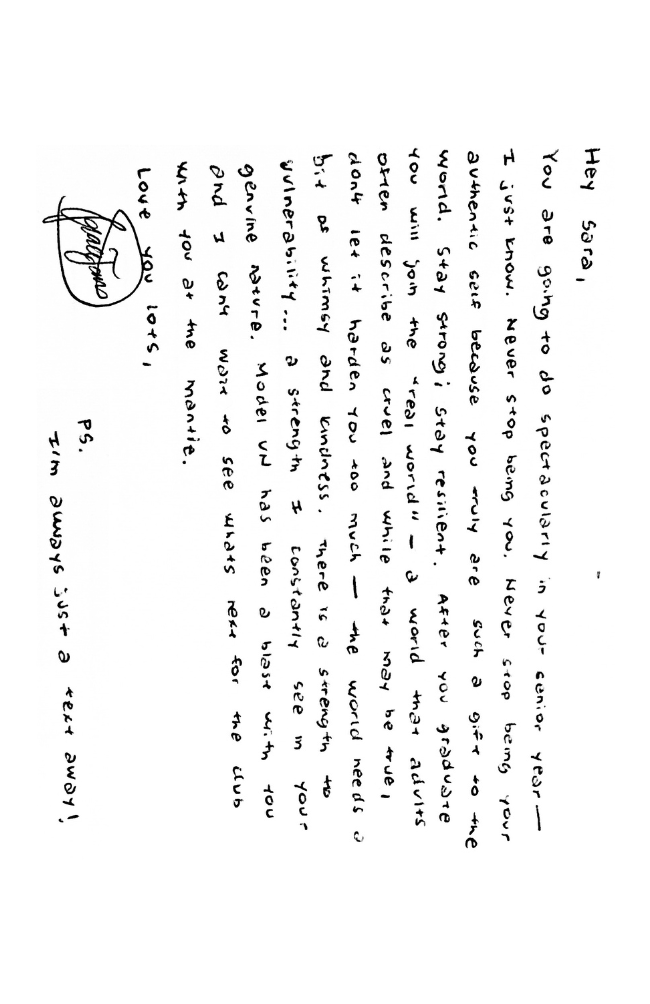 Hey Sara,
You are going to do spectacularly in your senior year —
I just know. Never stop being you. Never stop being your
authentic self because you truly are such a gift to the
world. Stay strong; stay resilient. After you graduate
you will join the "real world" — a world that adults
often describe as cruel and while that may be true,
dont let it harden you too much — the world needs a
bit of whimsy and kindness. There is a strength to
vulnerability... a strength I constantly see in your
genuine nature. Model UN has been a blast with you
and I cant wait to see whats next for the club
with you at the mantie.
Love you lots,
PS.
I'm always just a text away!